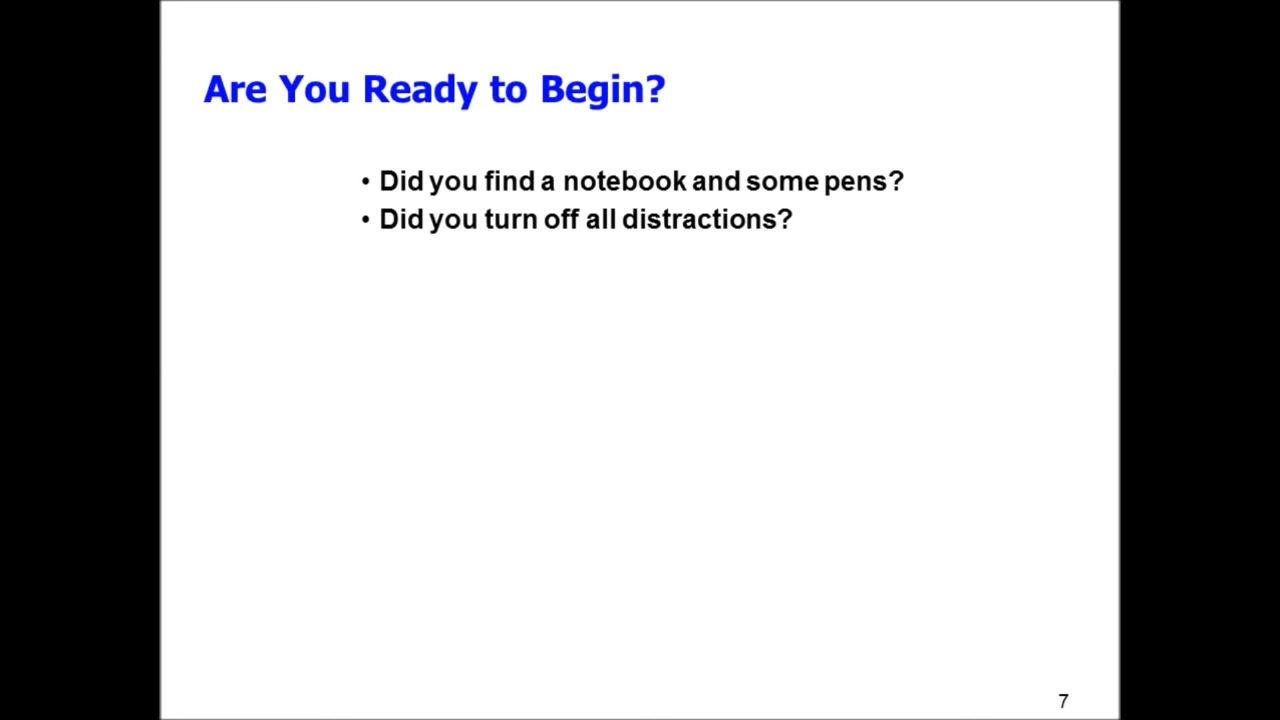 Are You Ready to Begin?
• Did you find a notebook and some pens?
• Did you turn off all distractions?
7